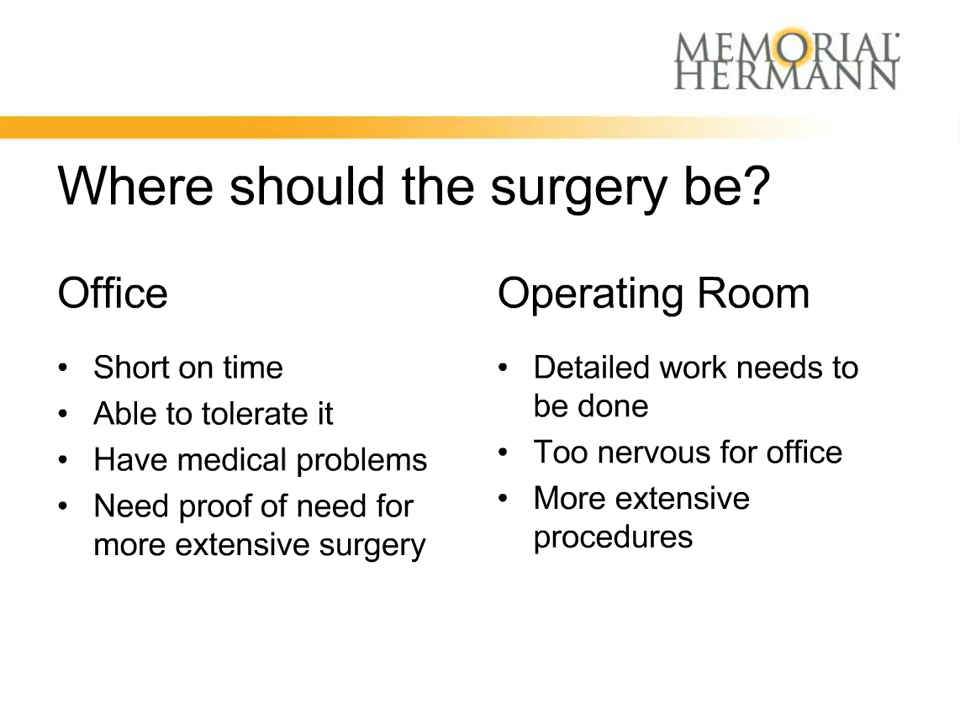 MEMORIAL
HERMANN
Where should the surgery be?
Office
• Short on time
• Able to tolerate it
• Have medical problems
• Need proof of need for
more extensive surgery
Operating Room
• Detailed work needs to
be done
• Too nervous for office
• More extensive
procedures